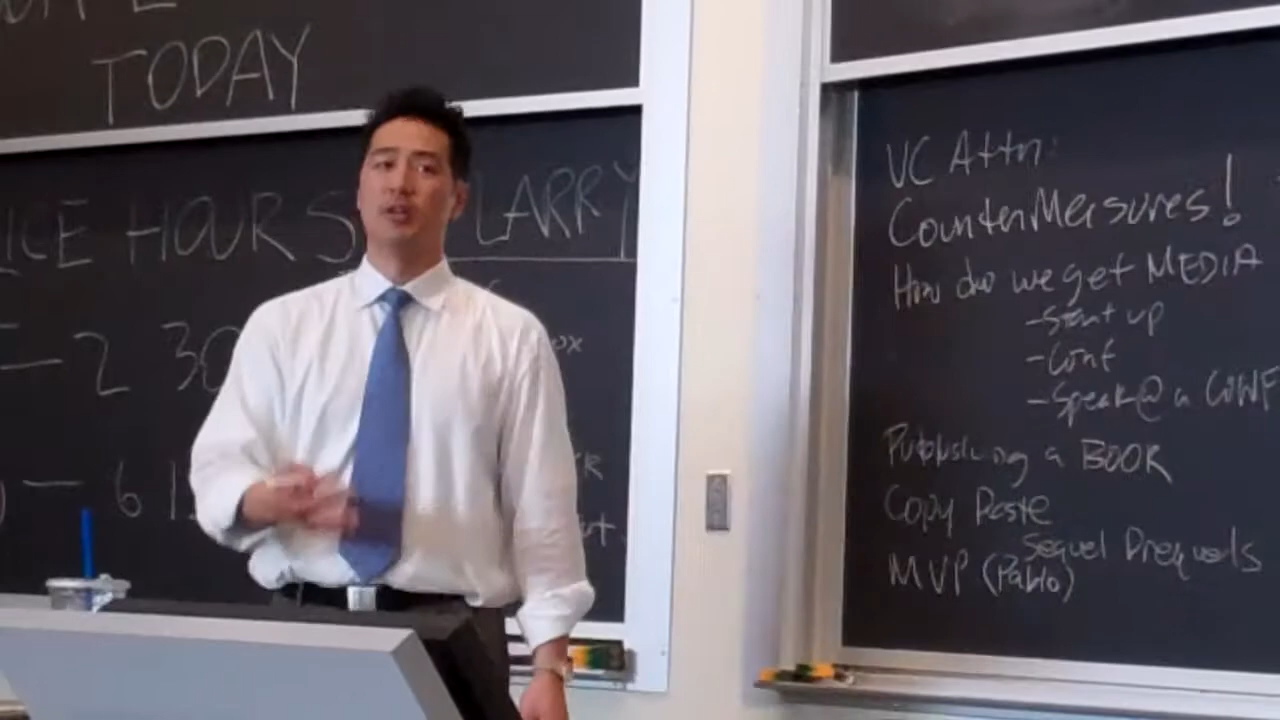 TODAY
HOURS LARRY
2 30
6 1
VC Attn:
CounterMeasures!
How do we get MEDIA
-Start up
-Conf
-Speak@ a CONF
Publishing a BOOK
Copy Paste
Sequel Prequels
MVP (Pablo)